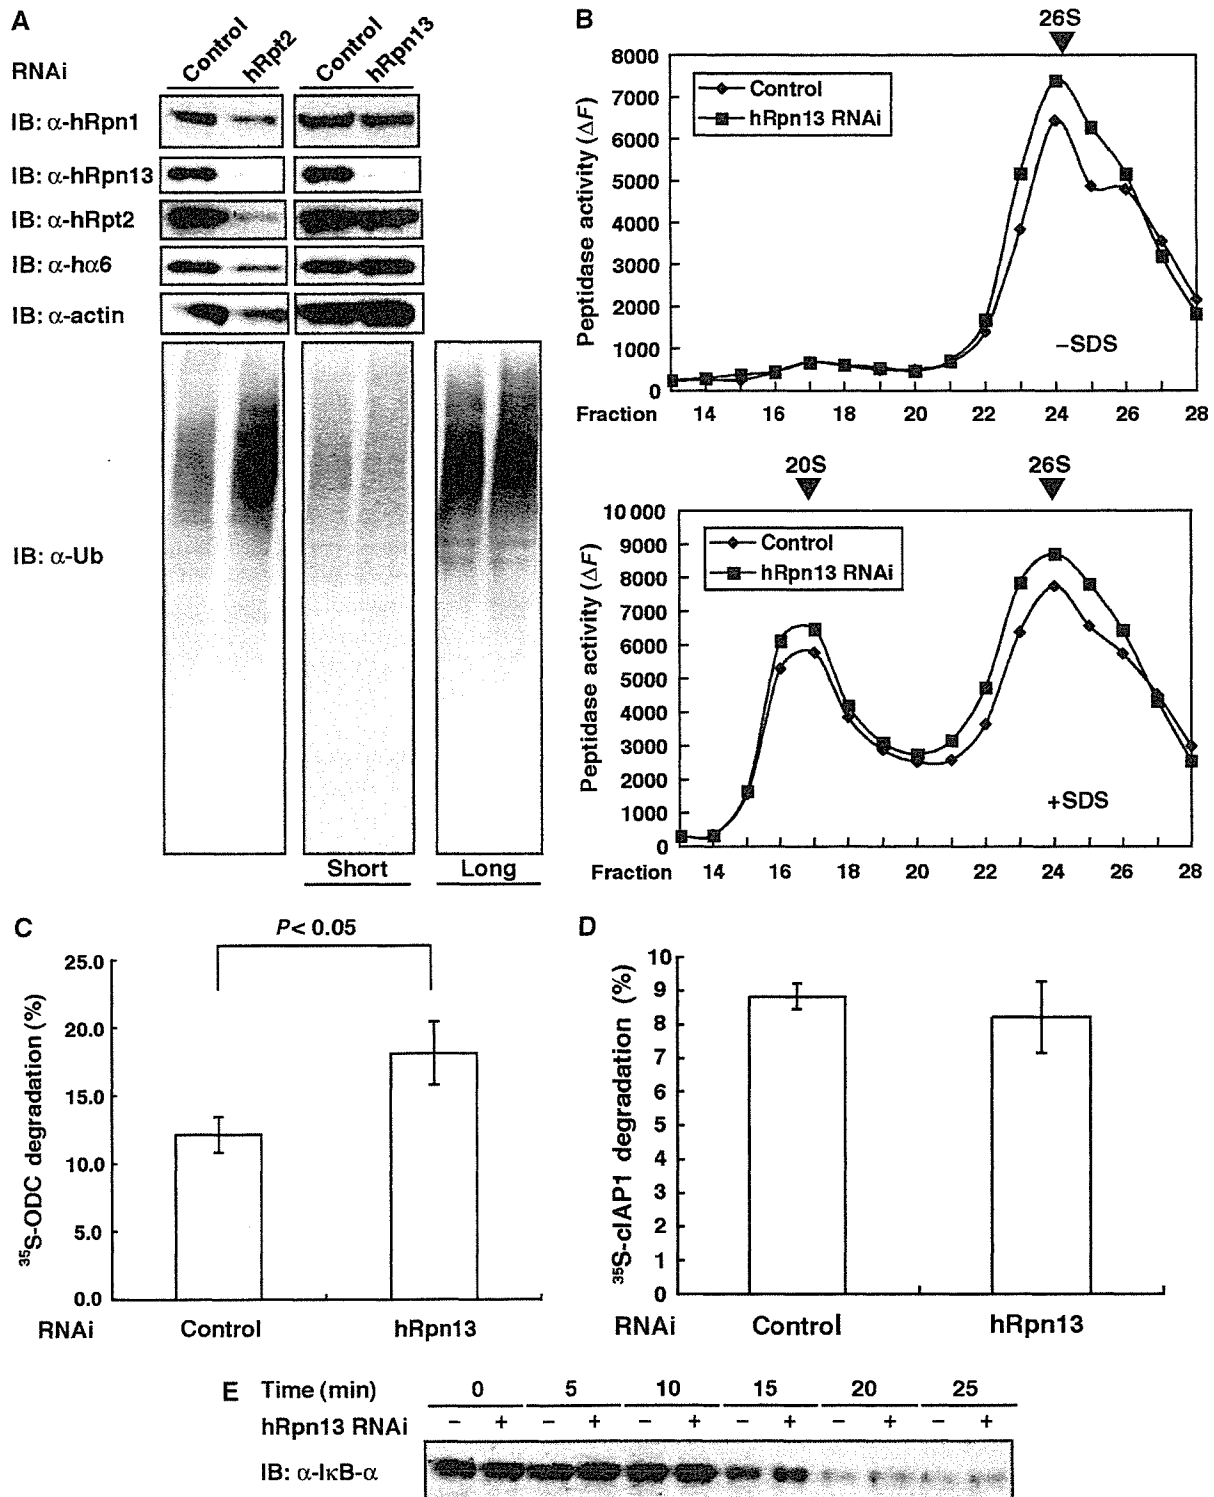 A
RNAi
Control
hRpt2
Control
hRpn13
IB: α-hRpn1
IB: α-hRpn13
IB: α-hRpt2
IB: α-hα6
IB: α-actin
IB: α-Ub
Short
Long
B
26S
Peptidase activity (ΔF)
8000
7000
6000
5000
4000
3000
2000
1000
0
Control
hRpn13 RNAi
−SDS
Fraction 14 16 18 20 22 24 26 28
20S
26S
Peptidase activity (ΔF)
10 000
9000
8000
7000
6000
5000
4000
3000
2000
1000
0
Control
hRpn13 RNAi
+SDS
Fraction 14 16 18 20 22 24 26 28
C
P< 0.05
³⁵S-ODC degradation (%)
25.0
20.0
15.0
10.0
5.0
0.0
RNAi Control hRpn13
D
³⁵S-cIAP1 degradation (%)
10
9
8
7
6
5
4
3
2
1
0
RNAi Control hRpn13
E Time (min) 0 5 10 15 20 25
hRpn13 RNAi − + − + − + − + − + − +
IB: α-IκB-α